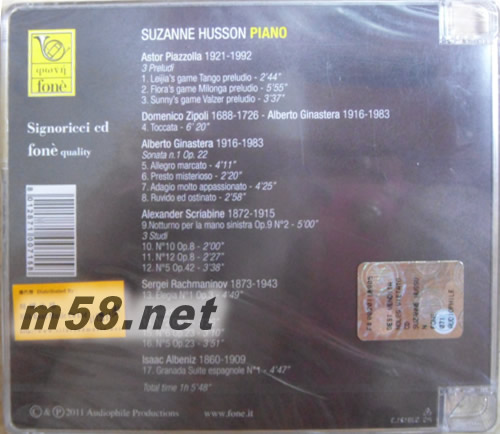 SUZANNE HUSSON PIANO
fonè
Astor Piazzolla 1921-1992
3 Preludi
1. Leijia's game Tango preludio - 2'44"
2. Flora's game Milonga preludio - 5'55"
3. Sunny's game Valzer preludio - 3'37"
Domenico Zipoli 1688-1726 - Alberto Ginastera 1916-1983
4. Toccata - 6' 20"
Signoricci cd
fonè quality
Alberto Ginastera 1916-1983
Sonata n.1 Op. 22
5. Allegro marcato - 4'11"
6. Presto misterioso - 2'20"
7. Adagio molto appassionato - 4'25"
8. Ruvido ed ostinato - 2'58"
Alexander Scriabine 1872-1915
9.Notturno per la mano sinistra Op.9 N°2 - 5'00"
3 Studi
10. N°10 Op.8 - 2'00"
11. N°12 Op.8 - 2'27"
12. N°5 Op.42 - 3'38"
Sergei Rachmaninov 1873-1943
m58.net
16. N°5 Op.23 - 3'51"
Isaac Albeniz 1860-1909
17. Granada Suite espagnole N°1 - 4'47"
Total time 1h 5'48"
© & ℗ 2011 Audiophile Productions
www.fone.it